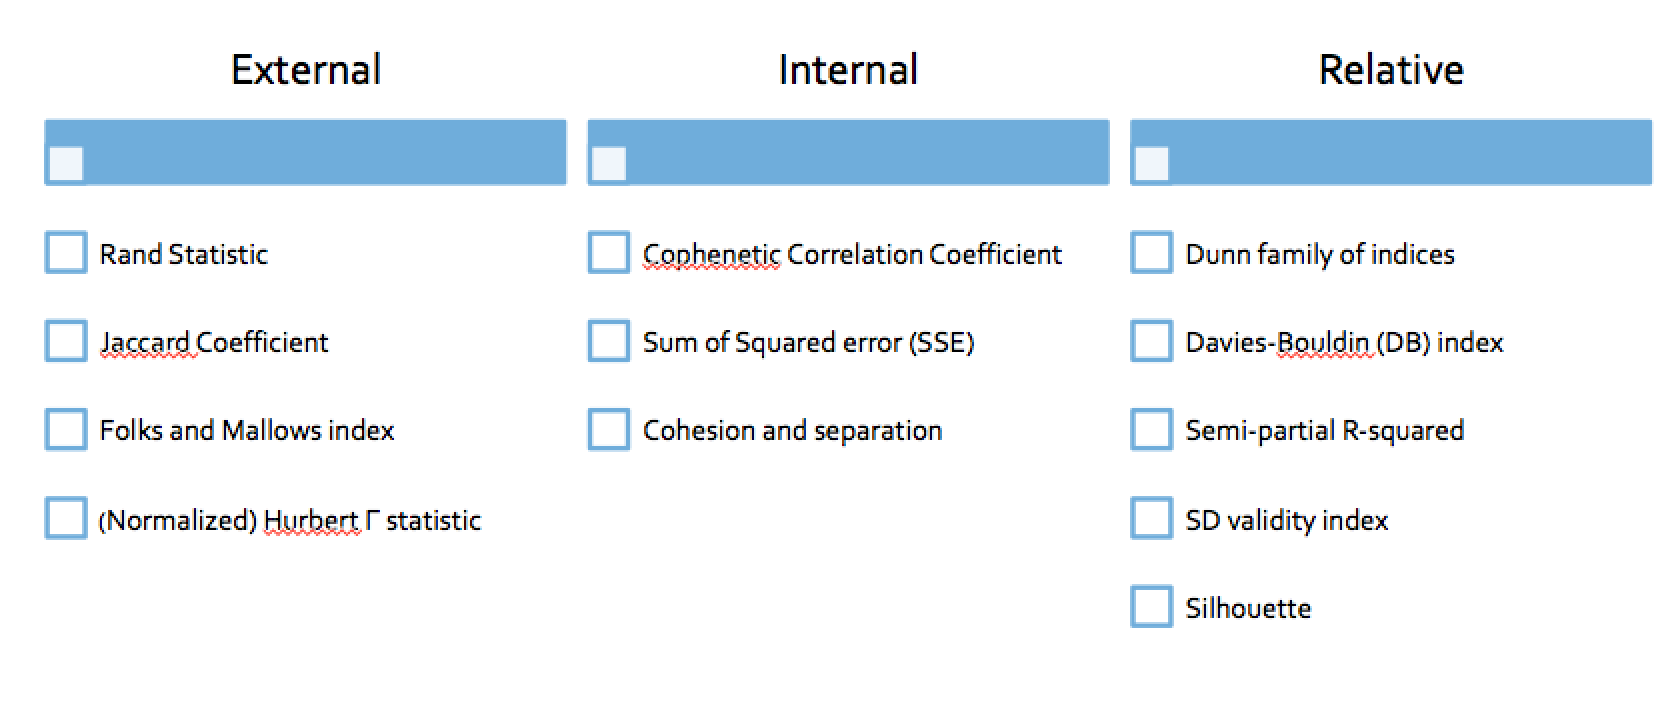 External
Rand Statistic
Jaccard Coefficient
Folks and Mallows index
(Normalized) Hurbert Γ statistic
Internal
Cophenetic Correlation Coefficient
Sum of Squared error (SSE)
Cohesion and separation
Relative
Dunn family of indices
Davies-Bouldin (DB) index
Semi-partial R-squared
SD validity index
Silhouette